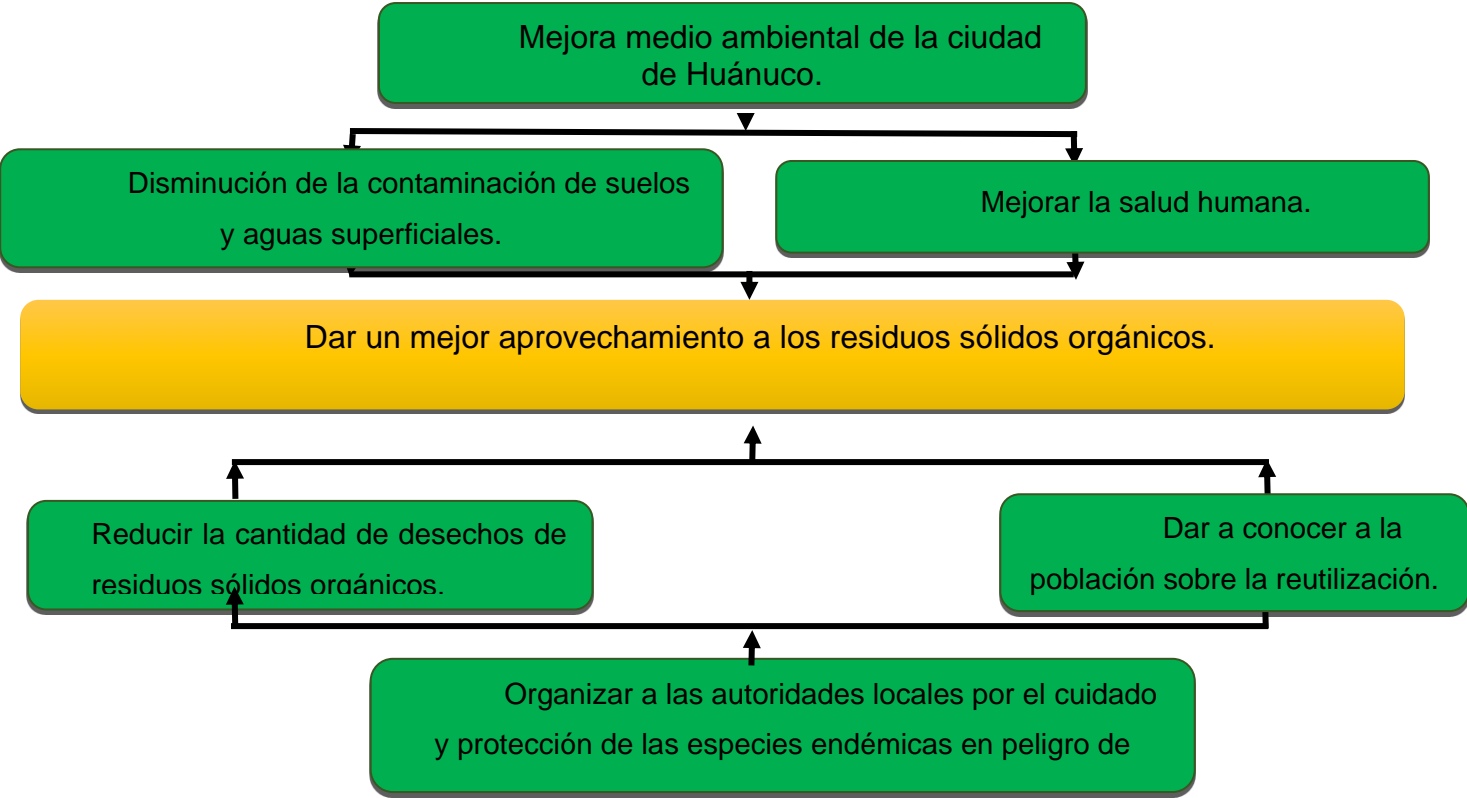 Mejora medio ambiental de la ciudad
de Huánuco.
Disminución de la contaminación de suelos
y aguas superficiales.
Mejorar la salud humana.
Dar un mejor aprovechamiento a los residuos sólidos orgánicos.
Reducir la cantidad de desechos de
residuos sólidos orgánicos.
Dar a conocer a la
población sobre la reutilización.
Organizar a las autoridades locales por el cuidado
y protección de las especies endémicas en peligro de